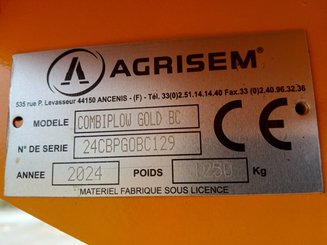 AGRISEM®
535 rue P. Levasseur 44150 ANCENIS - (F) - Tél. 33(0)2.51.14.14.40 Fax.33 (0)2.40.96.32.36
MODELE COMBIPLOW GOLD BC
N° DE SERIE 24CBPGOBC129
CE
ANNEE 2024 POIDS 1250 Kg
MATERIEL FABRIQUE SOUS LICENCE